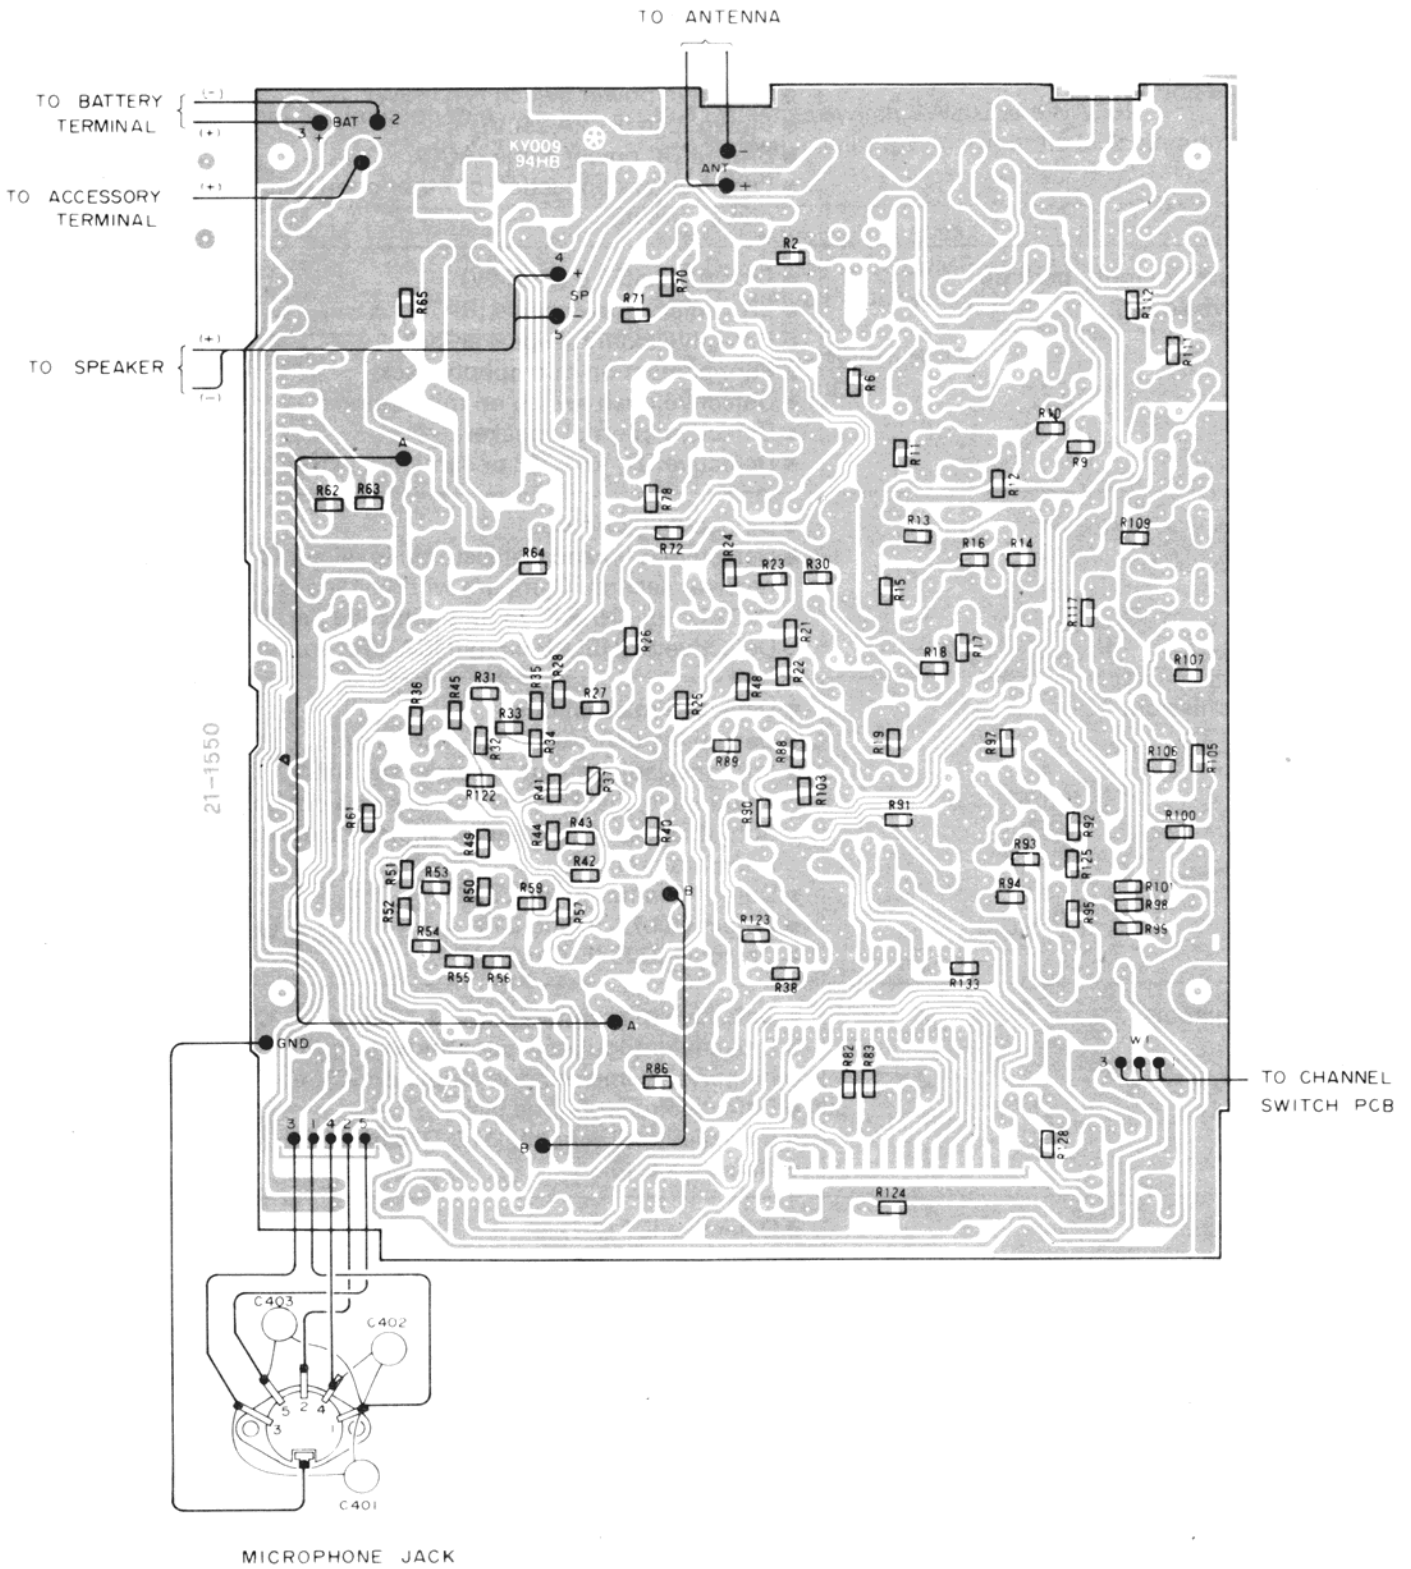 TO ANTENNA
TO BATTERY
TERMINAL
(-)
(+)
3
+
BAT
2
-
KY009
94HB
ANT
-
+
TO ACCESSORY
TERMINAL
(+)
R2
4
+
SP
-
5
R70
R71
R65
R112
R111
TO SPEAKER
(+)
(-)
R6
R10
R9
A
R11
R12
R62
R63
R78
R72
R13
R109
R24
R16
R14
R64
R23
R30
R15
R117
R26
R21
R17
R18
R107
R22
R48
R36
R45
R31
R35
R28
R27
R25
R33
R32
R34
R89
R88
R19
R97
R106
R105
21-1550
R122
R41
R37
R103
R90
R91
R61
R44
R43
R40
R92
R100
R49
R93
R125
R51
R53
R42
R50
R59
B
R94
R101
R98
R52
R57
R95
R99
R54
R123
R55
R56
R38
R133
A
GND
W1
3
R86
R82
R83
TO CHANNEL
SWITCH PCB
3 1 4 2 5
B
R128
R124
C403
C402
5 2 4
3
1
C401
MICROPHONE JACK